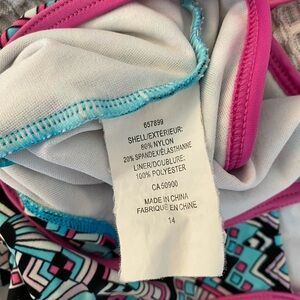 657899
SHELL/EXTÉRIEUR:
80% NYLON
20% SPANDEX/ÉLASTHANNE
LINER/DOUBLURE:
100% POLYESTER
CA 50900
MADE IN CHINA
FABRIQUÉ EN CHINE
14